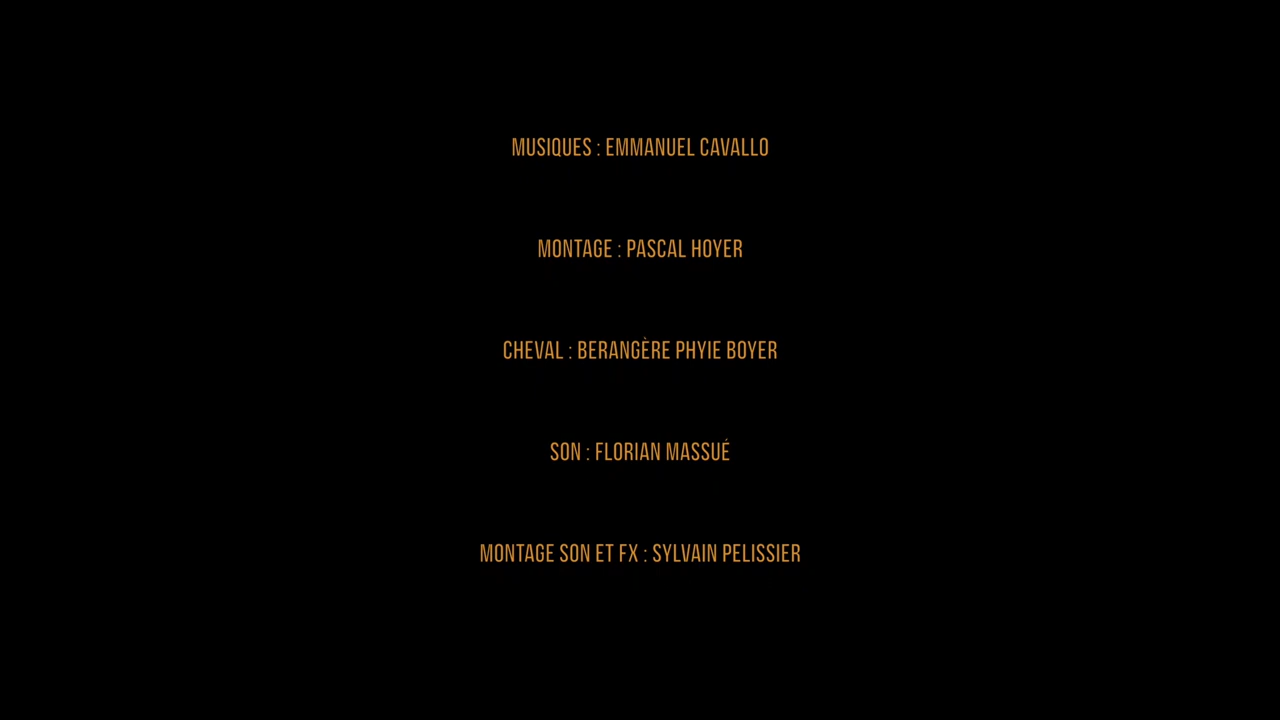 MUSIQUES : EMMANUEL CAVALLO
MONTAGE : PASCAL HOYER
CHEVAL : BERANGÈRE PHYIE BOYER
SON : FLORIAN MASSUÉ
MONTAGE SON ET FX : SYLVAIN PELISSIER